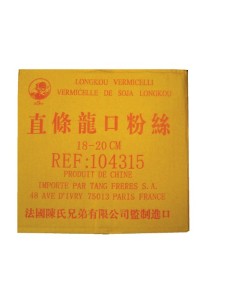 LONGKOU VERMICELLI
VERMICELLE DE SOJA LONGKOU
直條龍口粉絲
18-20CM
REF:104315
PRODUIT DE CHINE
IMPORTE PAR TANG FRERES S.A.
48 AVE D'IVRY 75013 PARIS FRANCE
法國陳氏兄弟有限公司監制進口